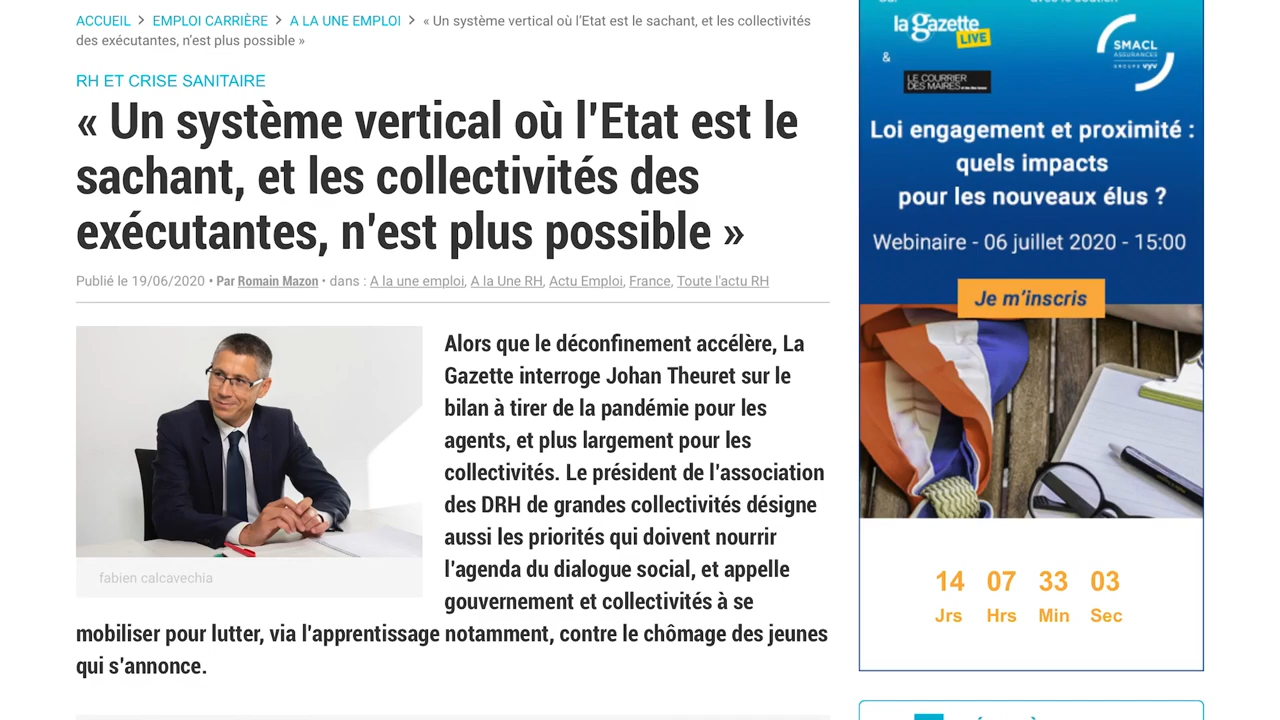 ACCUEIL > EMPLOI CARRIÈRE > A LA UNE EMPLOI > « Un système vertical où l'Etat est le sachant, et les collectivités
des exécutantes, n'est plus possible »
RH ET CRISE SANITAIRE
« Un système vertical où l'Etat est le
sachant, et les collectivités des
exécutantes, n'est plus possible »
Publié le 19/06/2020 • Par Romain Mazon • dans : A la une emploi, A la Une RH, Actu Emploi, France, Toute l'actu RH
fabien calcavechia
Alors que le déconfinement accélère, La
Gazette interroge Johan Theuret sur le
bilan à tirer de la pandémie pour les
agents, et plus largement pour les
collectivités. Le président de l'association
des DRH de grandes collectivités désigne
aussi les priorités qui doivent nourrir
l'agenda du dialogue social, et appelle
gouvernement et collectivités à se
mobiliser pour lutter, via l'apprentissage notamment, contre le chômage des jeunes
qui s'annonce.
la gazette
LIVE
&
LE COURRIER
DES MAIRES
SMACL
ASSURANCES
GROUPE vyv
Loi engagement et proximité :
quels impacts
pour les nouveaux élus ?
Webinaire - 06 juillet 2020 - 15:00
Je m'inscris
14 07 33 03
Jrs Hrs Min Sec